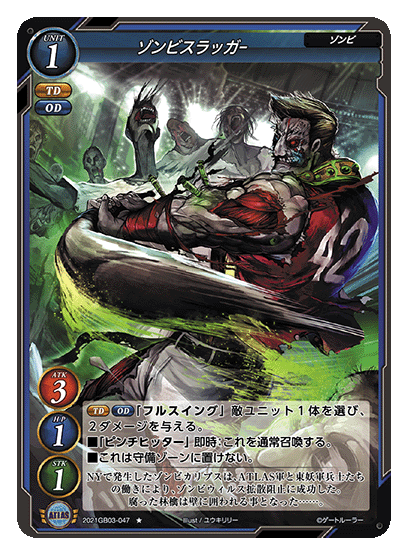 UNIT
1
ゾンビスラッガー
ゾンビ
TD
OD
42
ATK
3
H・P
1
STK
1
TD OD「フルスイング」敵ユニット1体を選び、
2ダメージを与える。
■「ピンチヒッター」即時:これを通常召喚する。
■これは守備ゾーンに置けない。
NYで発生したゾンビカリプスは、ATLAS軍と東妖軍兵士たち
の働きにより、ゾンビウィルス拡散阻止に成功した。
腐った林檎は壁に囲われる事となった……。
ATLAS
2021GB03-047 ★ Illust / ユウキリリー ©ゲートルーラー